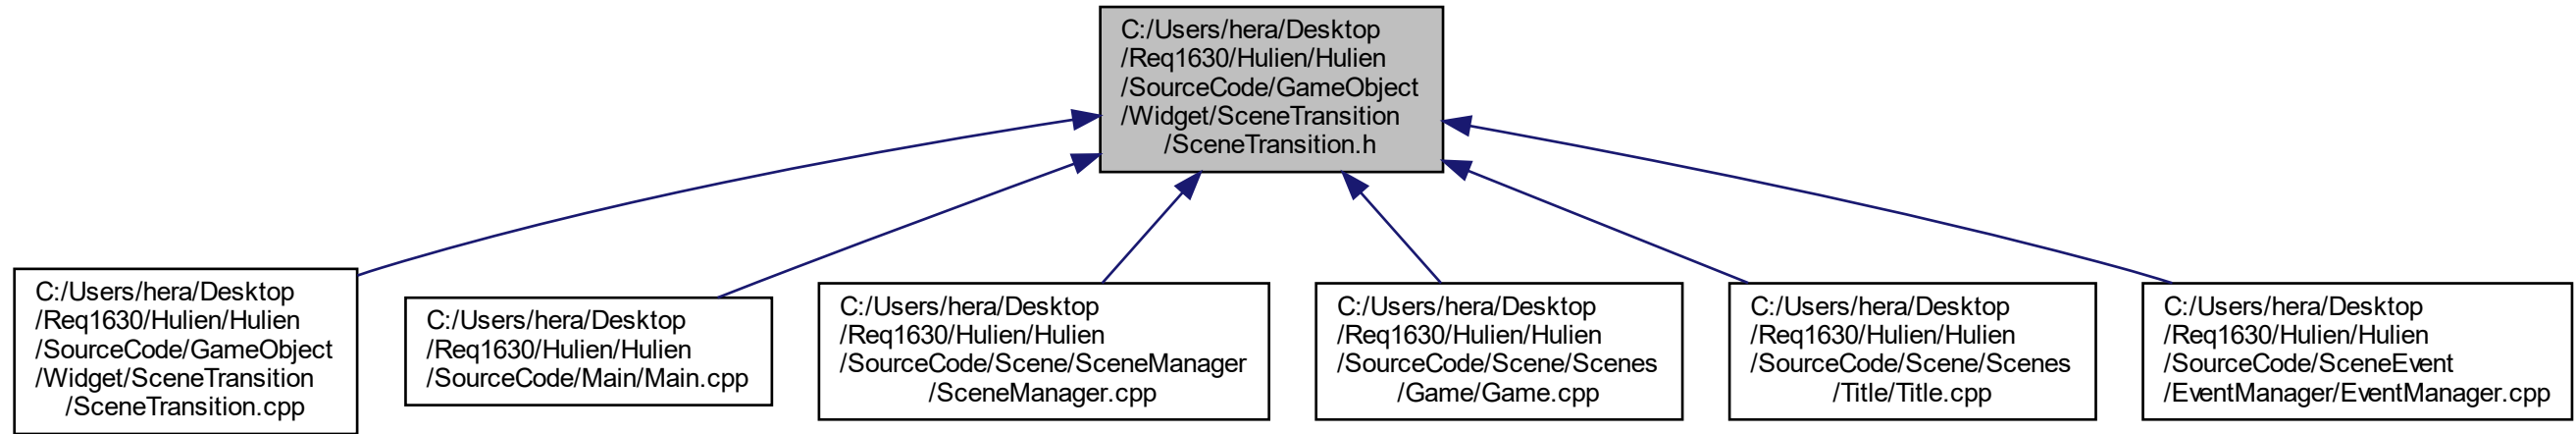 C:/Users/hera/Desktop
/Req1630/Hulien/Hulien
/SourceCode/GameObject
/Widget/SceneTransition
/SceneTransition.h
C:/Users/hera/Desktop
/Req1630/Hulien/Hulien
/SourceCode/GameObject
/Widget/SceneTransition
/SceneTransition.cpp
C:/Users/hera/Desktop
/Req1630/Hulien/Hulien
/SourceCode/Main/Main.cpp
C:/Users/hera/Desktop
/Req1630/Hulien/Hulien
/SourceCode/Scene/SceneManager
/SceneManager.cpp
C:/Users/hera/Desktop
/Req1630/Hulien/Hulien
/SourceCode/Scene/Scenes
/Game/Game.cpp
C:/Users/hera/Desktop
/Req1630/Hulien/Hulien
/SourceCode/Scene/Scenes
/Title/Title.cpp
C:/Users/hera/Desktop
/Req1630/Hulien/Hulien
/SourceCode/SceneEvent
/EventManager/EventManager.cpp